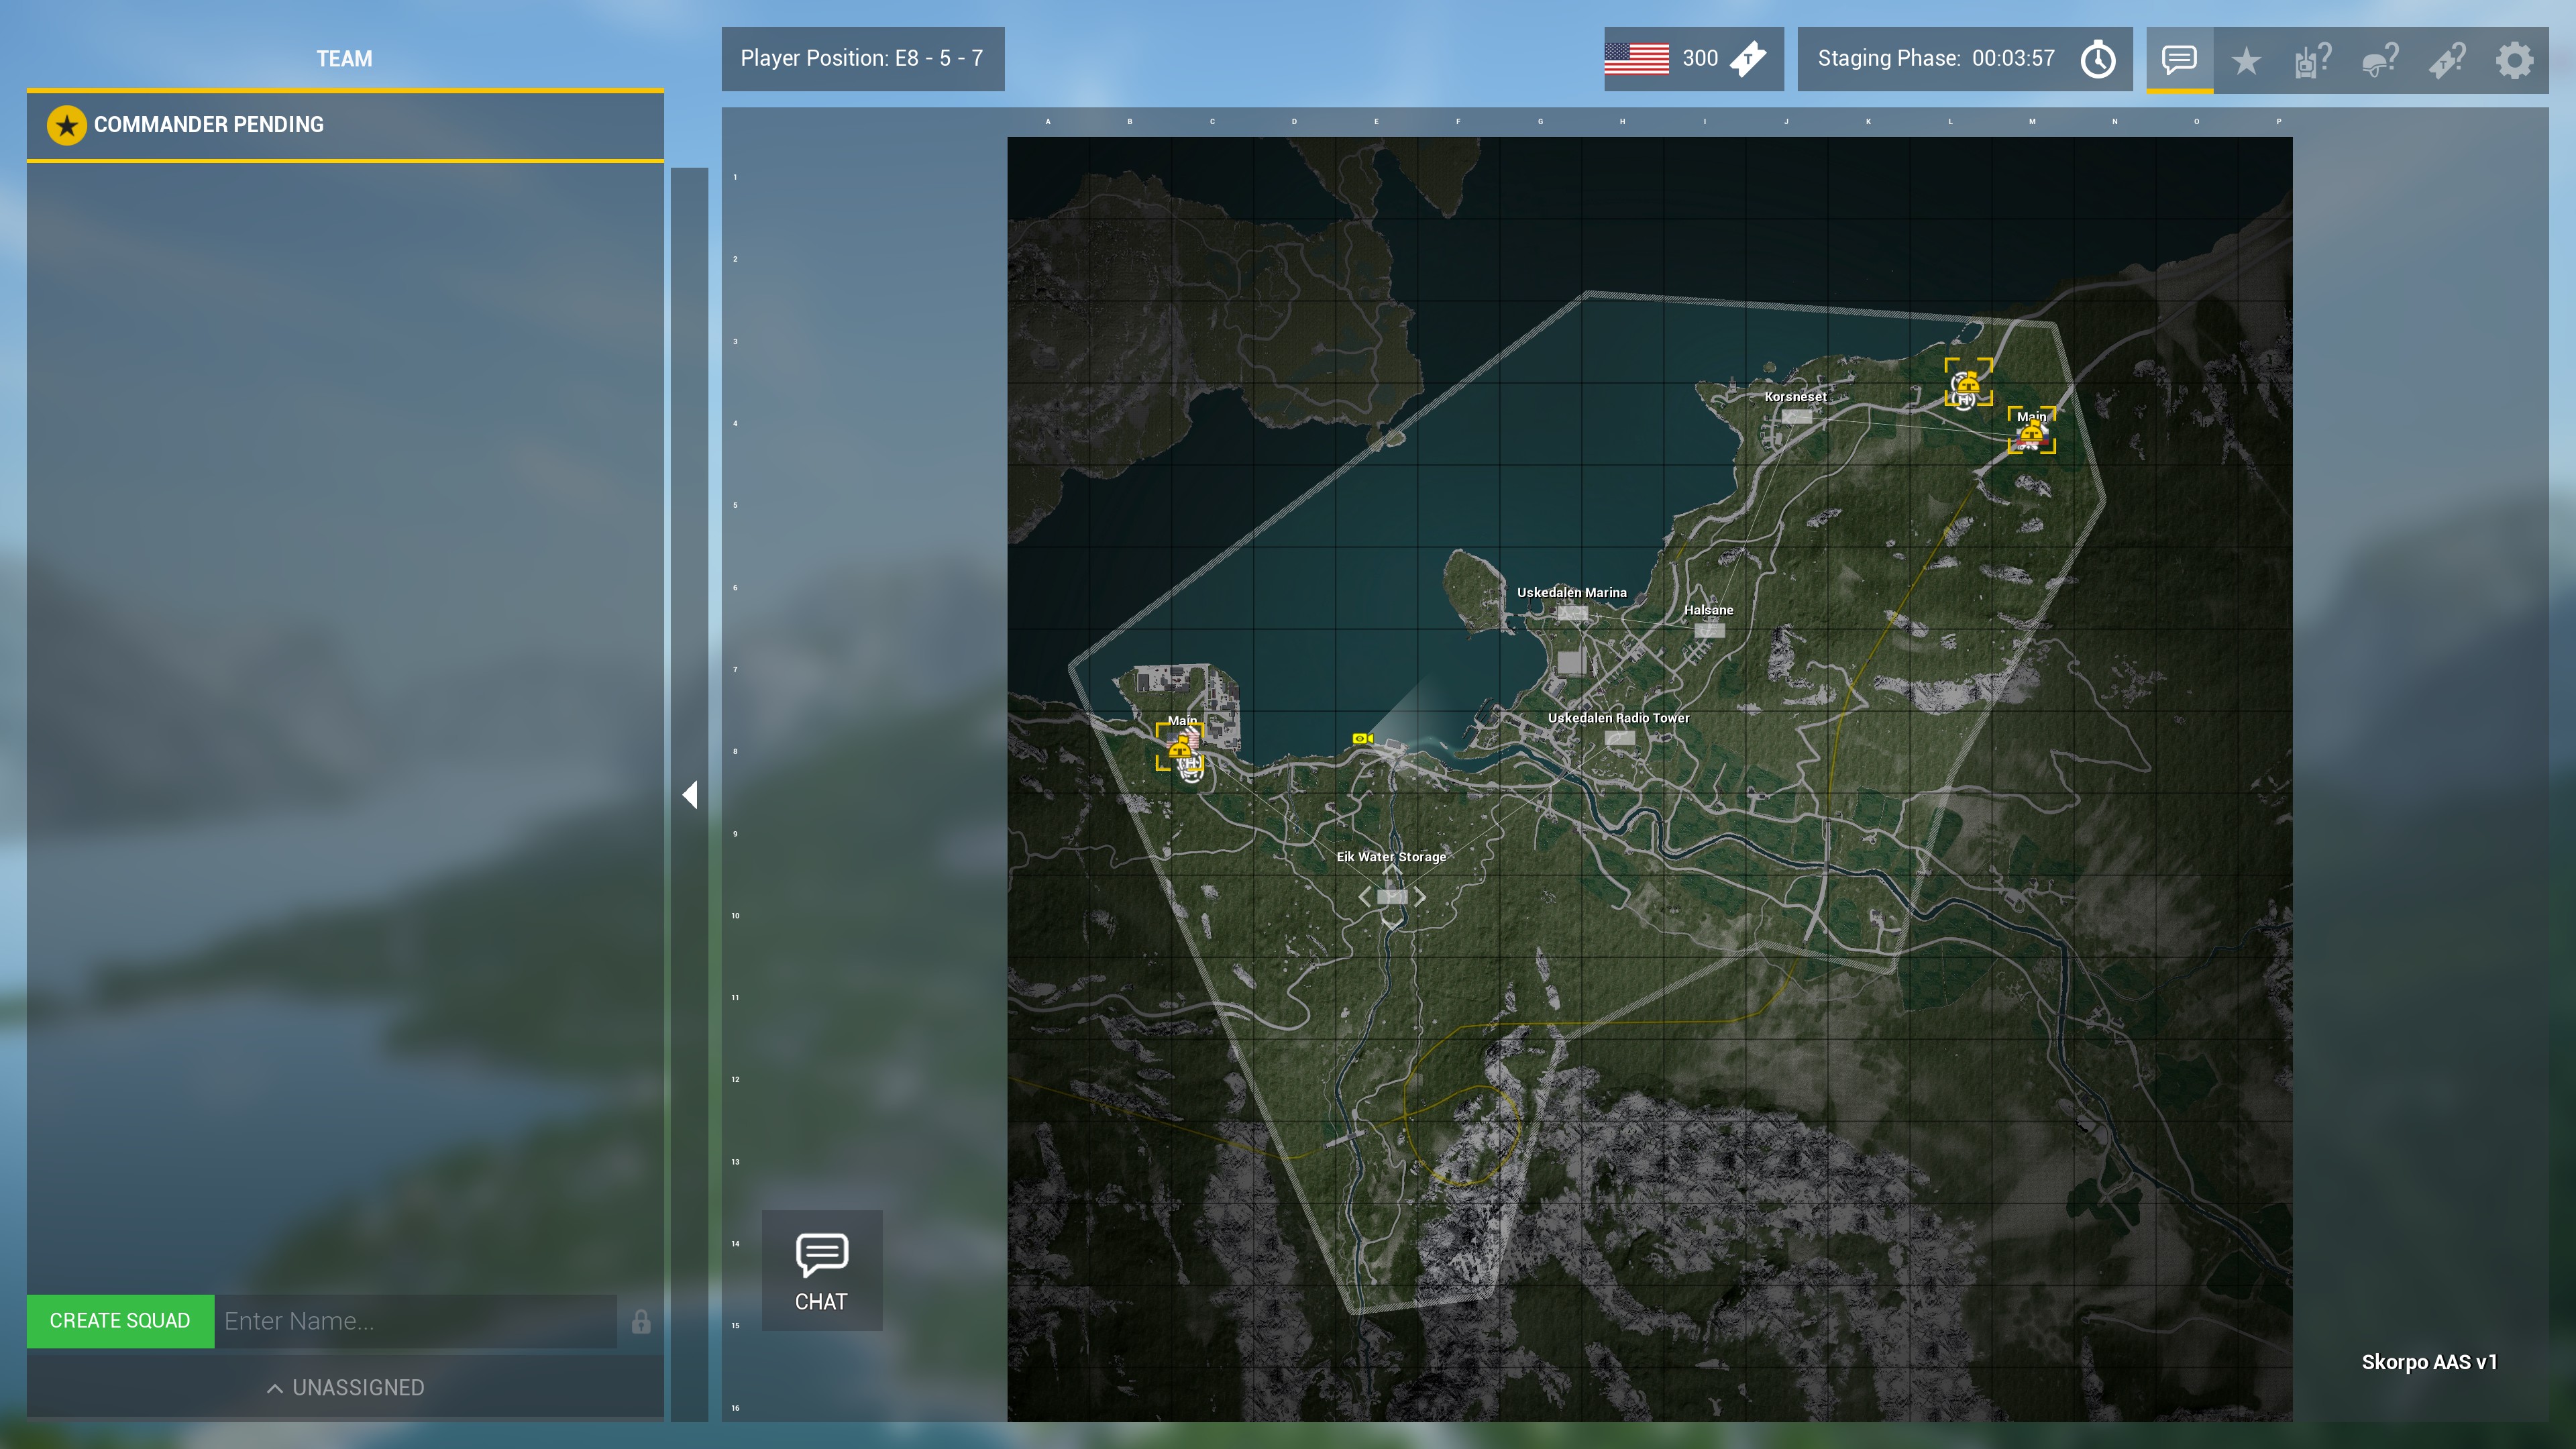 TEAM
Player Position: E8 - 5 - 7
300
T
Staging Phase: 00:03:57
?
?
T?
COMMANDER PENDING
A B C D E F G H I J K L M N O P
1
2
3
4
5
6
7
8
9
10
11
12
13
14
15
16
Korsneset
H
Main
Uskedalen Marina
Halsane
Main
H
Uskedalen Radio Tower
Eik Water Storage
CHAT
CREATE SQUAD
Enter Name...
UNASSIGNED
Skorpo AAS v1